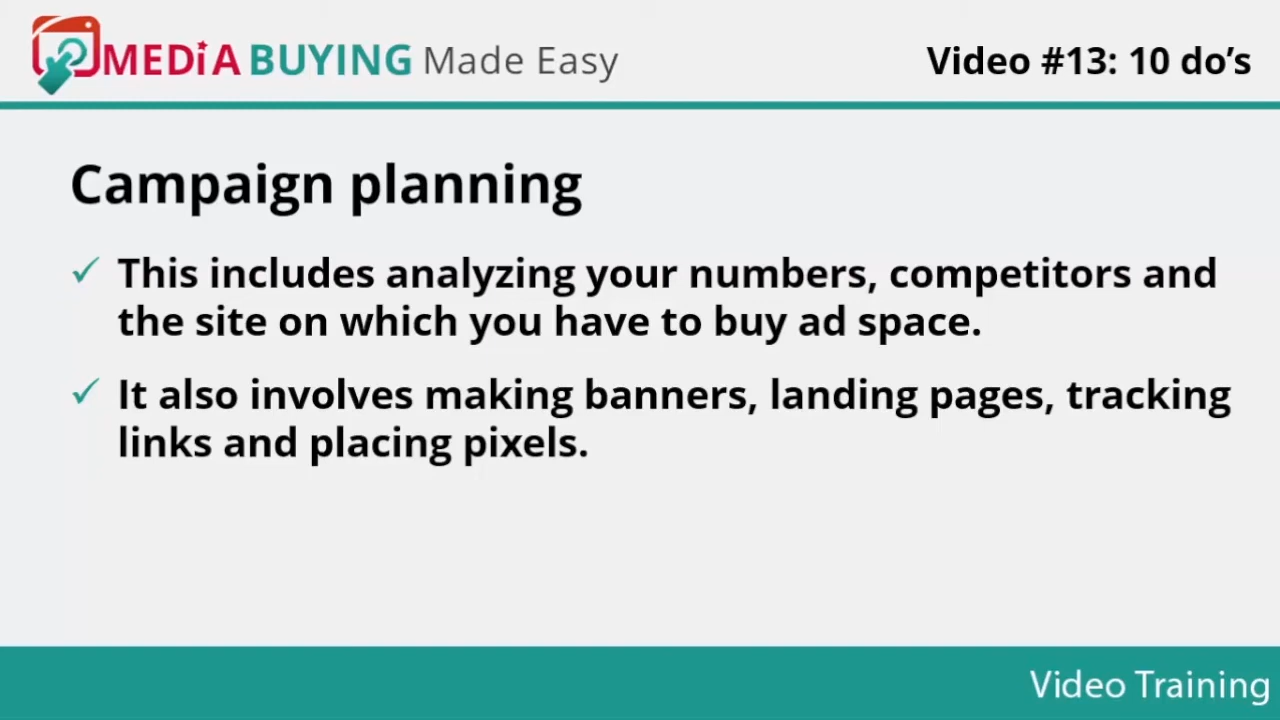 MEDiA BUYING Made Easy
Video #13: 10 do’s
Campaign planning
This includes analyzing your numbers, competitors and
the site on which you have to buy ad space.
It also involves making banners, landing pages, tracking
links and placing pixels.
Video Training